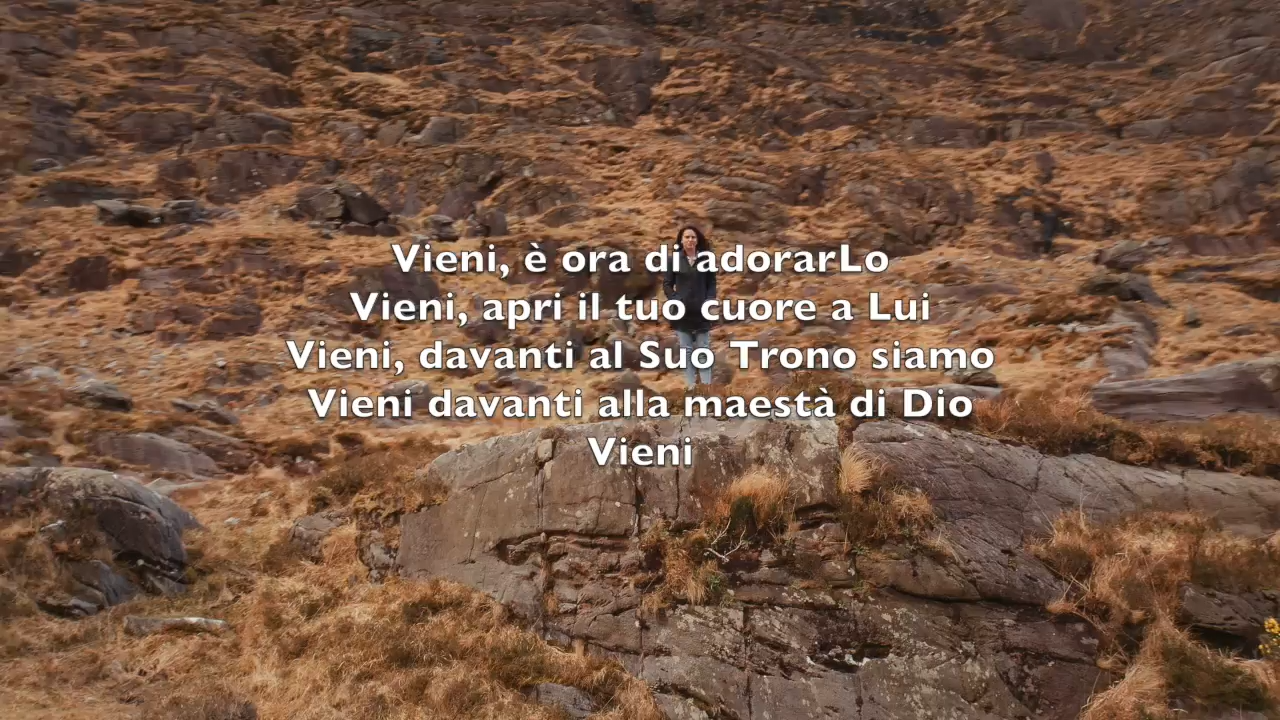 Vieni, è ora di adorarLo
Vieni, apri il tuo cuore a Lui
Vieni, davanti al Suo Trono siamo
Vieni davanti alla maestà di Dio
Vieni